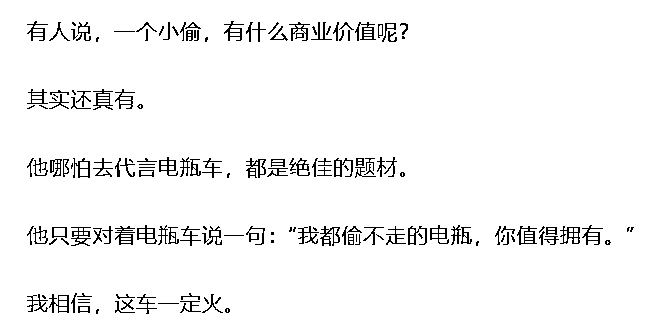 有人说，一个小偷，有什么商业价值呢？
其实还真有。
他哪怕去代言电瓶车，都是绝佳的题材。
他只要对着电瓶车说一句：“我都偷不走的电瓶，你值得拥有。”
我相信，这车一定火。